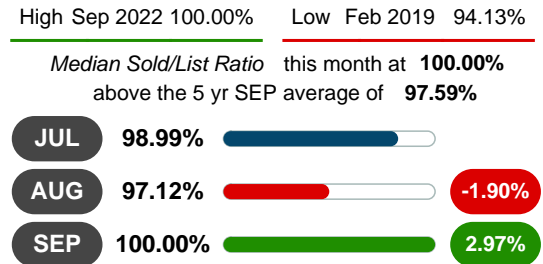 High Sep 2022 100.00% Low Feb 2019 94.13%
Median Sold/List Ratio this month at 100.00%
above the 5 yr SEP average of 97.59%
JUL 98.99%
AUG 97.12% -1.90%
SEP 100.00% 2.97%